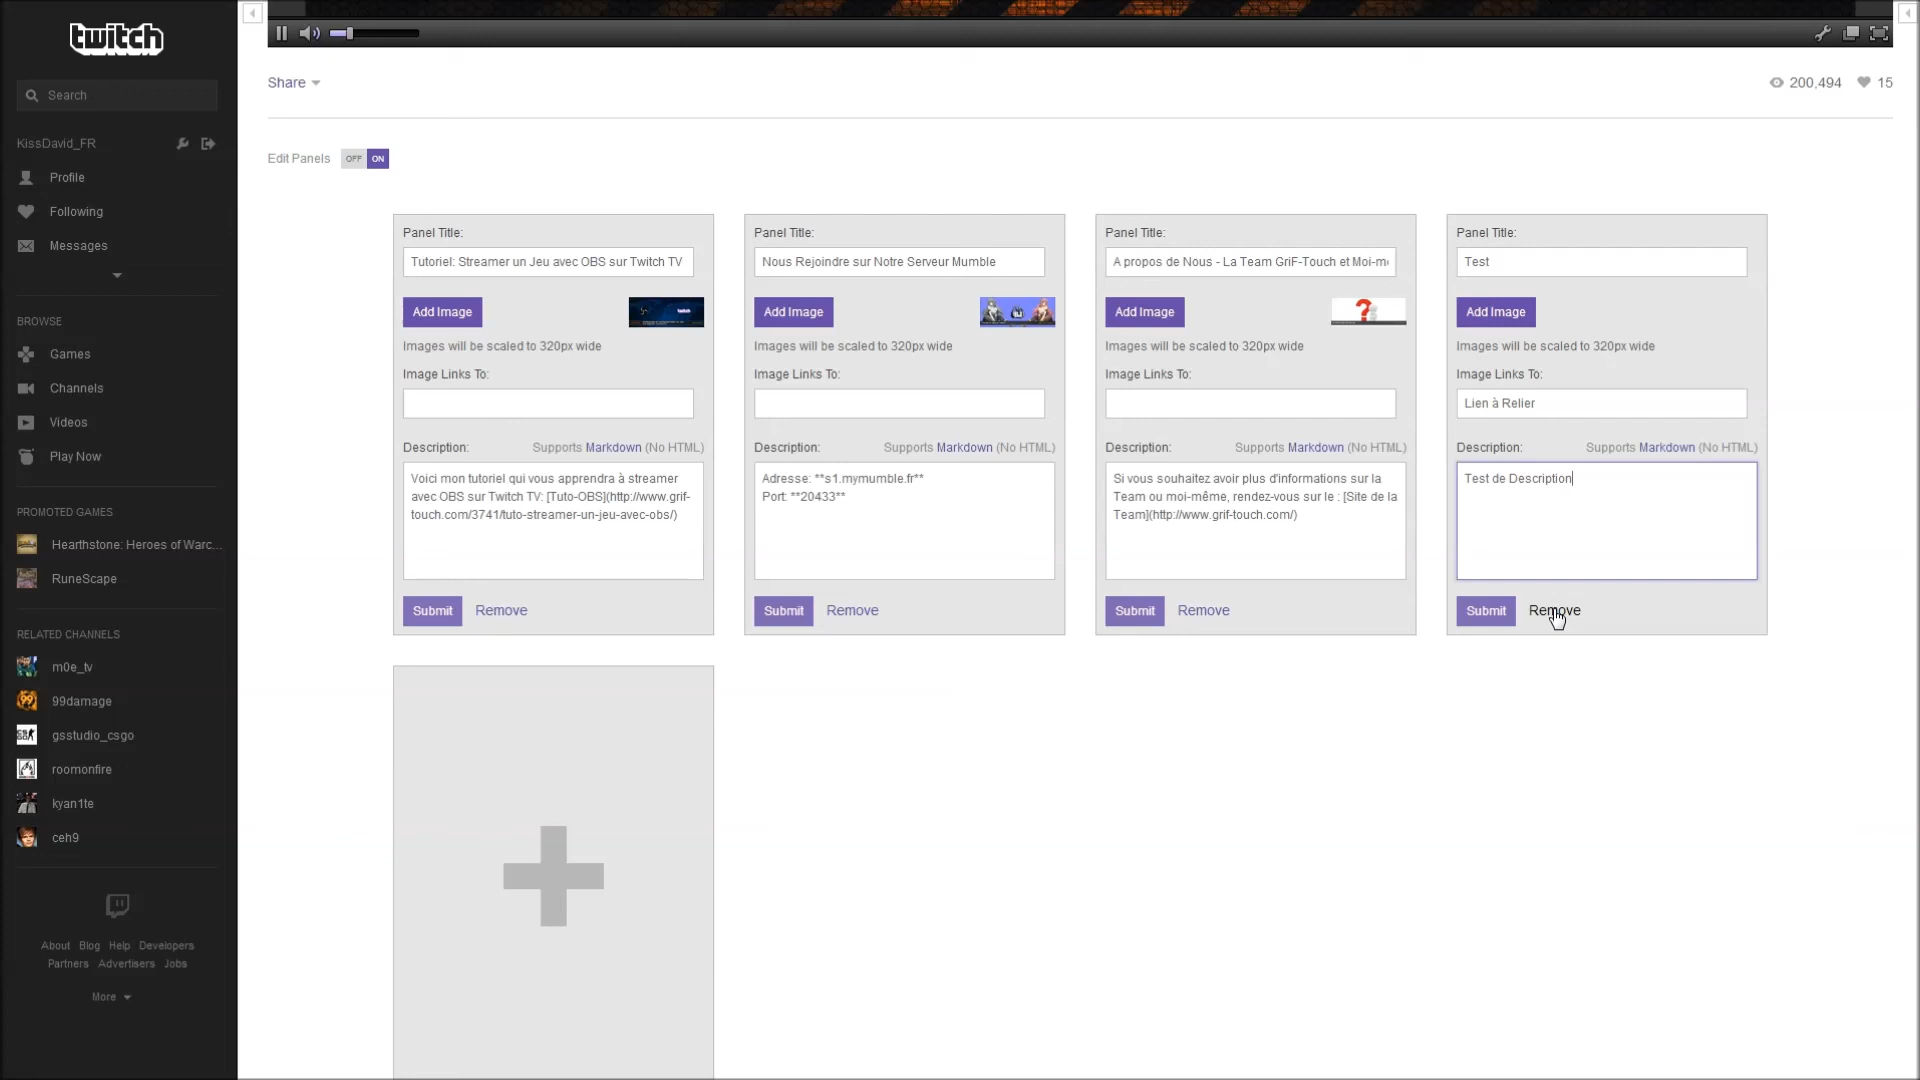 twitch
Search
KissDavid_FR
Profile
Following
Messages
BROWSE
Games
Channels
Videos
Play Now
PROMOTED GAMES
Hearthstone: Heroes of Warc...
RuneScape
RELATED CHANNELS
m0e_tv
99damage
gsstudio_csgo
roomonfire
kyan1te
ceh9
About Blog Help Developers
Partners Advertisers Jobs
More
Share
200,494 15
Edit Panels OFF ON
Panel Title:
Tutoriel: Streamer un Jeu avec OBS sur Twitch TV
Add Image
Images will be scaled to 320px wide
Image Links To:
Description: Supports Markdown (No HTML)
Voici mon tutoriel qui vous apprendra à streamer
avec OBS sur Twitch TV: [Tuto-OBS](http://www.grif-
touch.com/3741/tuto-streamer-un-jeu-avec-obs/)
Submit Remove
Panel Title:
Nous Rejoindre sur Notre Serveur Mumble
Add Image
Images will be scaled to 320px wide
Image Links To:
Description: Supports Markdown (No HTML)
Adresse: **s1.mymumble.fr**
Port: **20433**
Submit Remove
Panel Title:
A propos de Nous - La Team GriF-Touch et Moi-m
Add Image
Images will be scaled to 320px wide
Image Links To:
Description: Supports Markdown (No HTML)
Si vous souhaitez avoir plus d'informations sur la
Team ou moi-même, rendez-vous sur le : [Site de la
Team](http://www.grif-touch.com/)
Submit Remove
Panel Title:
Test
Add Image
Images will be scaled to 320px wide
Image Links To:
Lien à Relier
Description: Supports Markdown (No HTML)
Test de Description
Submit Remove